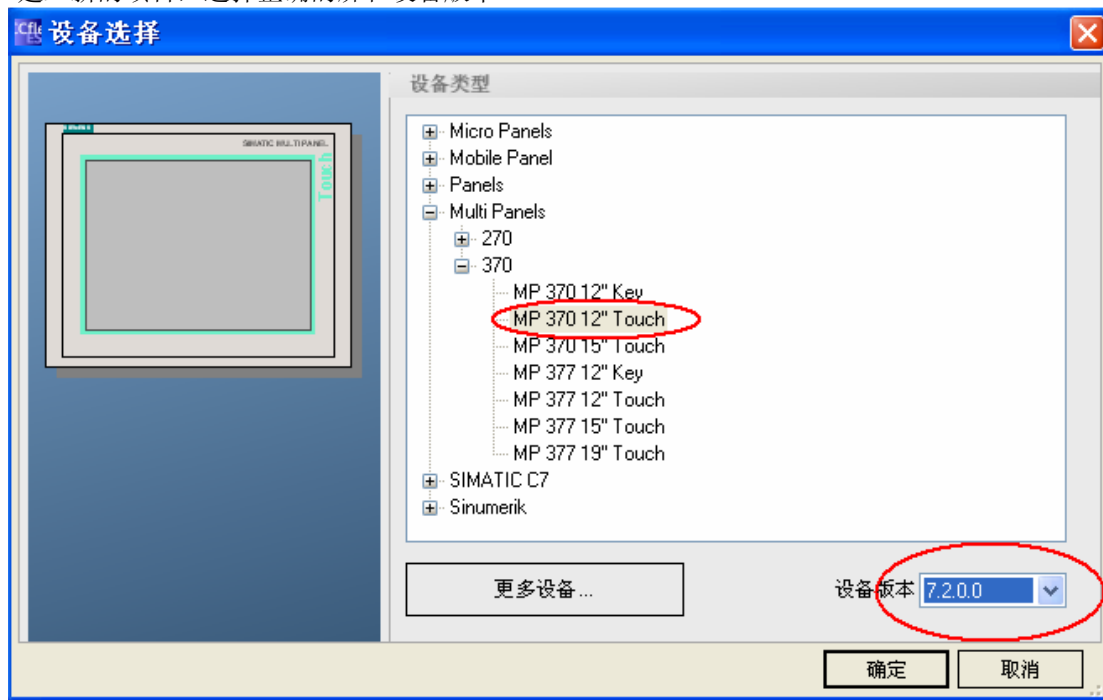 设备选择
设备类型
SIMATIC MULTIPANEL
Touch
Micro Panels
Mobile Panel
Panels
Multi Panels
270
370
MP 370 12" Key
MP 370 12" Touch
MP 370 15" Touch
MP 377 12" Key
MP 377 12" Touch
MP 377 15" Touch
MP 377 19" Touch
SIMATIC C7
Sinumerik
更多设备...
设备版本 7.2.0.0
确定 取消